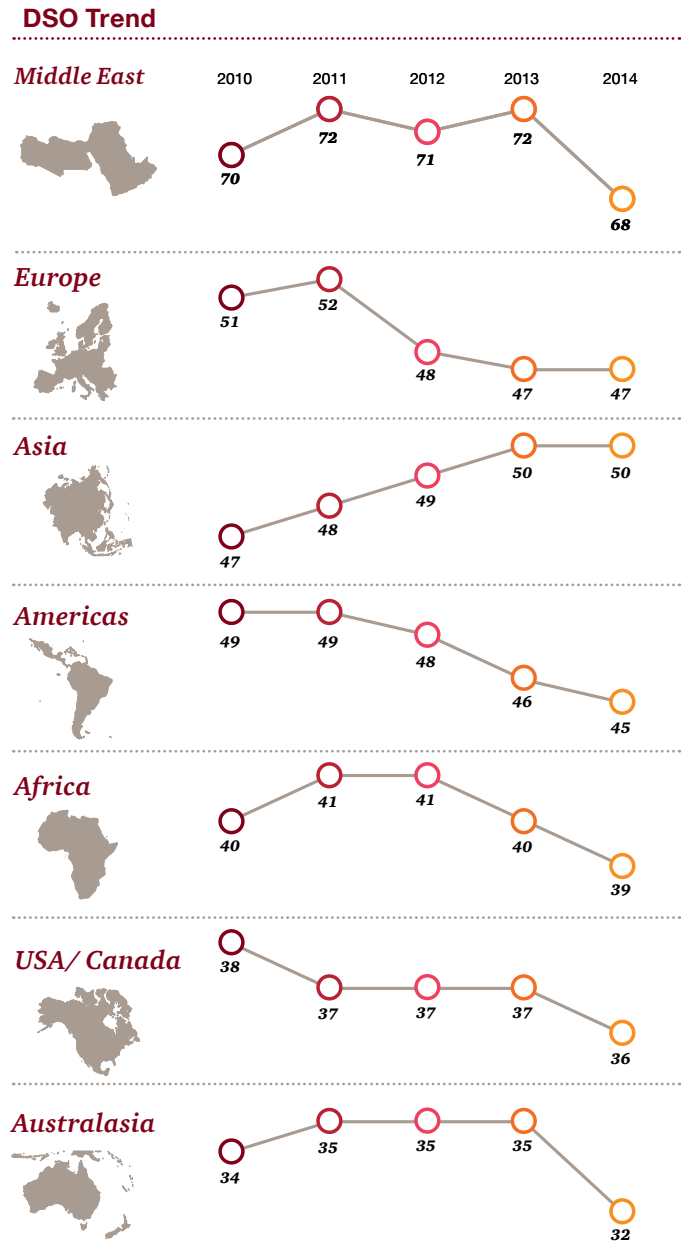 DSO Trend
Middle East
2010 2011 2012 2013 2014
70 72 71 72 68
Europe
51 52 48 47 47
Asia
47 48 49 50 50
Americas
49 49 48 46 45
Africa
40 41 41 40 39
USA/ Canada
38 37 37 37 36
Australasia
34 35 35 35 32